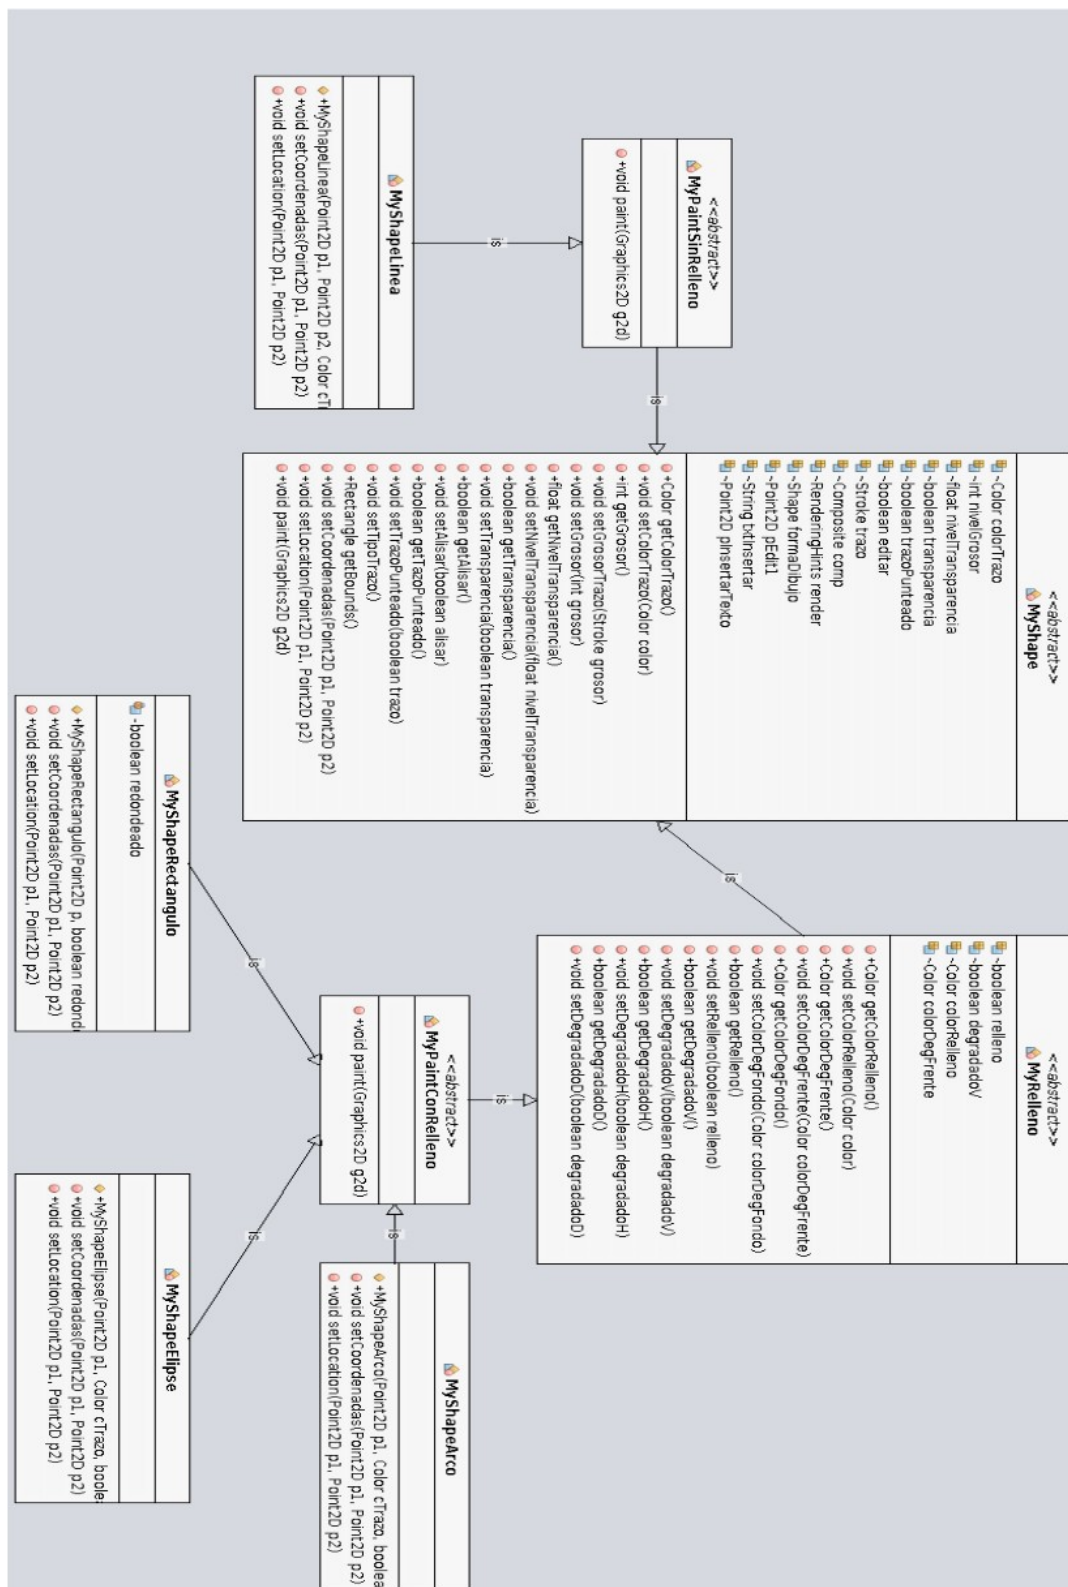 <<abstract>>
MyShape
~Color colorTrazo
~int nivelGrosor
~float nivelTransparencia
~boolean transparencia
~boolean trazoPunteado
~boolean editar
~Stroke trazo
~Composite comp
~RenderingHints render
~Shape formaDibujo
~Point2D pEdit1
~String txtInsertar
~Point2D pInsertarTexto
+Color getColorTrazo()
+void setColorTrazo(Color color)
+int getGrosor()
+void setGrosorTrazo(Stroke grosor)
+void setGrosor(int grosor)
+float getNivelTransparencia()
+void setNivelTransparencia(float nivelTransparencia)
+boolean getTransparencia()
+void setTransparencia(boolean transparencia)
+boolean getAlisar()
+void setAlisar(boolean alisar)
+boolean getTazoPunteado()
+void setTrazoPunteado(boolean trazo)
+void setTipoTrazo()
+Rectangle getBounds()
+void setCoordenadas(Point2D p1, Point2D p2)
+void setLocation(Point2D p1, Point2D p2)
+void paint(Graphics2D g2d)
<<abstract>>
MyRelleno
~boolean relleno
~boolean degradadoV
~Color colorRelleno
~Color colorDegFrente
+Color getColorRelleno()
+void setColorRelleno(Color color)
+Color getColorDegFrente()
+void setColorDegFrente(Color colorDegFrente)
+Color getColorDegFondo()
+void setColorDegFondo(Color colorDegFondo)
+boolean getRelleno()
+void setRelleno(boolean relleno)
+boolean getDegradadoV()
+void setDegradadoV(boolean degradadoV)
+boolean getDegradadoH()
+void setDegradadoH(boolean degradadoH)
+boolean getDegradadoD()
+void setDegradadoD(boolean degradadoD)
<<abstract>>
MyPaintSinRelleno
+void paint(Graphics2D g2d)
is
is
is
is
MyShapeLinea
+MyShapeLinea(Point2D p1, Point2D p2, Color cTr
+void setCoordenadas(Point2D p1, Point2D p2)
+void setLocation(Point2D p1, Point2D p2)
<<abstract>>
MyPaintConRelleno
+void paint(Graphics2D g2d)
is
MyShapeArco
+MyShapeArco(Point2D p1, Color cTrazo, boolea
+void setCoordenadas(Point2D p1, Point2D p2)
+void setLocation(Point2D p1, Point2D p2)
is
is
MyShapeRectangulo
-boolean redondeado
+MyShapeRectangulo(Point2D p, boolean redond
+void setCoordenadas(Point2D p1, Point2D p2)
+void setLocation(Point2D p1, Point2D p2)
MyShapeElipse
+MyShapeElipse(Point2D p1, Color cTrazo, boole
+void setCoordenadas(Point2D p1, Point2D p2)
+void setLocation(Point2D p1, Point2D p2)